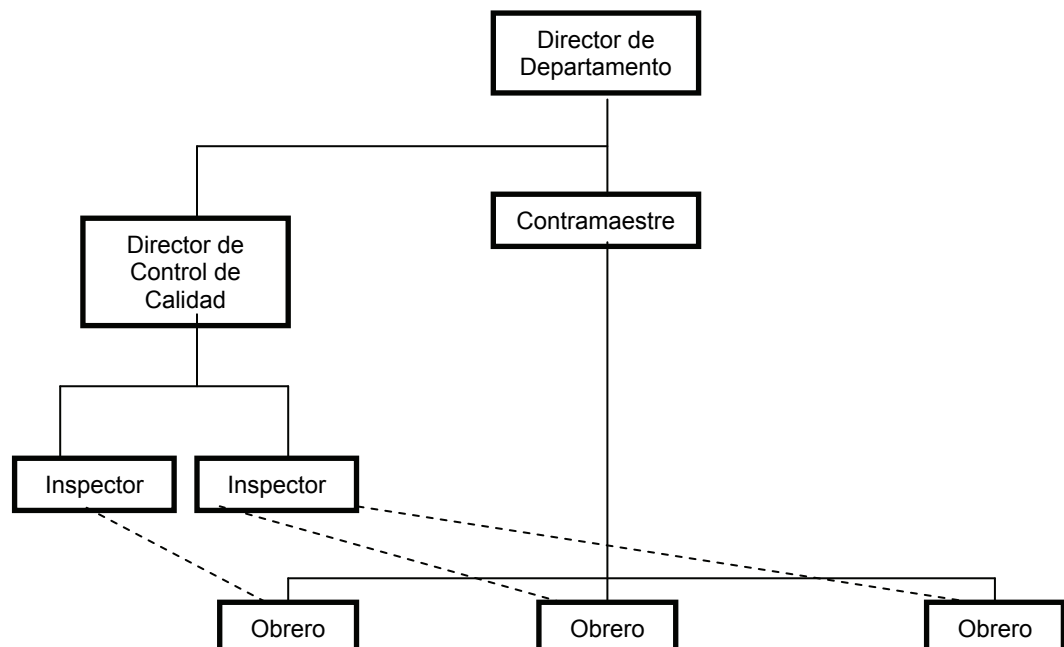 Director de
Departamento
Contramaestre
Director de
Control de
Calidad
Inspector
Inspector
Obrero
Obrero
Obrero